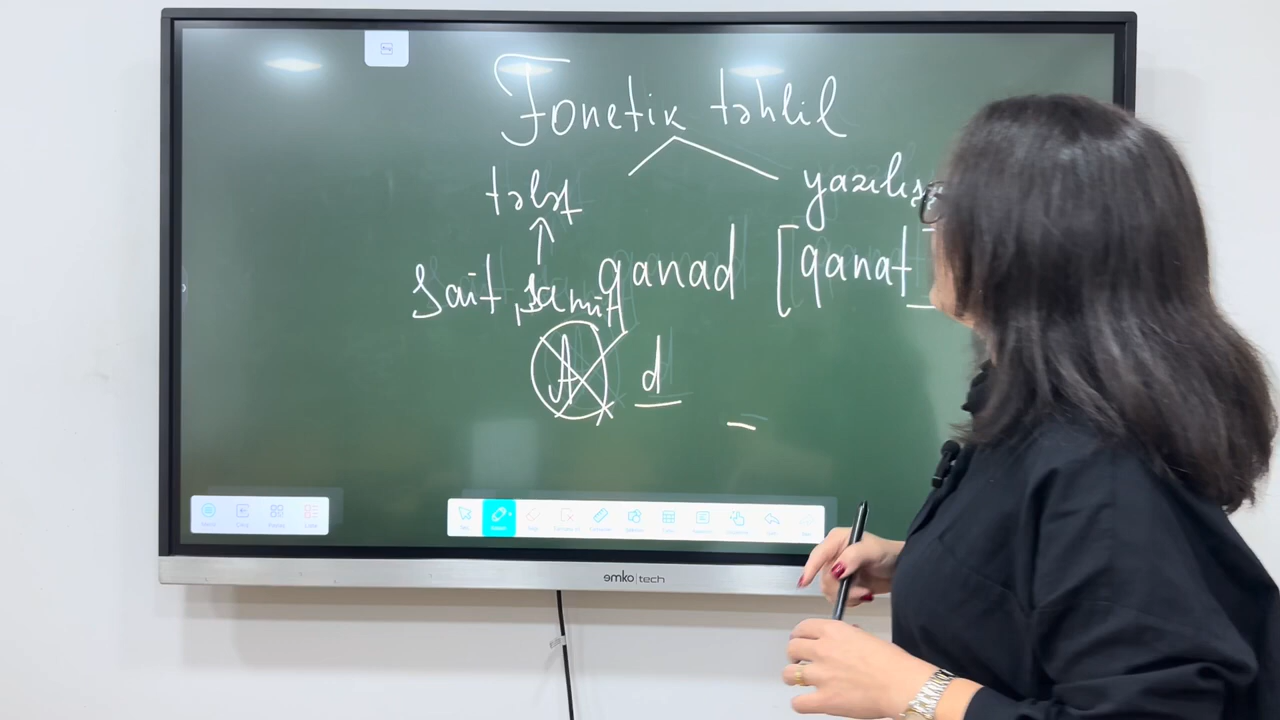 Fonetik təhlil
tələf yazılış
qanad [qanat]
Sait, samit
A d
emko | tech